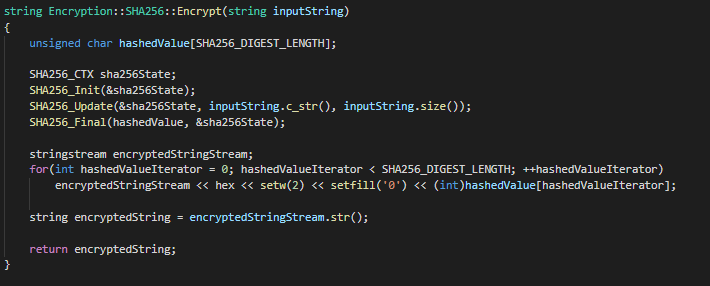 string Encryption::SHA256::Encrypt(string inputString)
{
    unsigned char hashedValue[SHA256_DIGEST_LENGTH];

    SHA256_CTX sha256State;
    SHA256_Init(&sha256State);
    SHA256_Update(&sha256State, inputString.c_str(), inputString.size());
    SHA256_Final(hashedValue, &sha256State);

    stringstream encryptedStringStream;
    for(int hashedValueIterator = 0; hashedValueIterator < SHA256_DIGEST_LENGTH; ++hashedValueIterator)
        encryptedStringStream << hex << setw(2) << setfill('0') << (int)hashedValue[hashedValueIterator];

    string encryptedString = encryptedStringStream.str();

    return encryptedString;
}